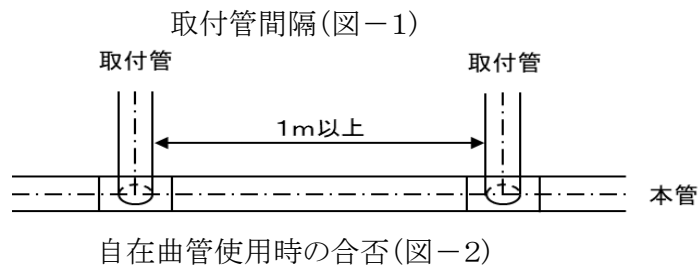 取付管間隔(図-1)
取付管 取付管
1m以上
本管
自在曲管使用時の合否(図-2)